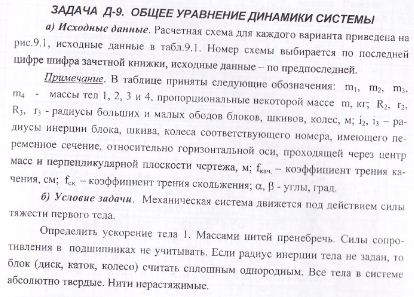 ЗАДАЧА Д-9. ОБЩЕЕ УРАВНЕНИЕ ДИНАМИКИ СИСТЕМЫ
а) Исходные данные. Расчетная схема для каждого варианта приведена на
рис.9.1, исходные данные в табл.9.1. Номер схемы выбирается по последней
цифре шифра зачетной книжки, исходные данные – по предпоследней.
Примечание. В таблице приняты следующие обозначения: m₁, m₂, m₃,
m₄ - массы тел 1, 2, 3 и 4, пропорциональные некоторой массе m, кг; R₂, r₂,
R₃, r₃ - радиусы больших и малых ободов блоков, шкивов, колес, м; i₂, i₃ – ра-
диусы инерции блока, шкива, колеса соответствующего номера, имеющего пе-
ременное сечение, относительно горизонтальной оси, проходящей через центр
масс и перпендикулярной плоскости чертежа, м; fкач. – коэффициент трения ка-
чения, см; fск – коэффициент трения скольжения; α, β - углы, град.
б) Условие задачи. Механическая система движется под действием силы
тяжести первого тела.
Определить ускорение тела 1. Массами нитей пренебречь. Силы сопро-
тивления в подшипниках не учитывать. Если радиус инерции тела не задан, то
блок (диск, каток, колесо) считать сплошным однородным. Все тела в системе
абсолютно твердые. Нити нерастяжимые.